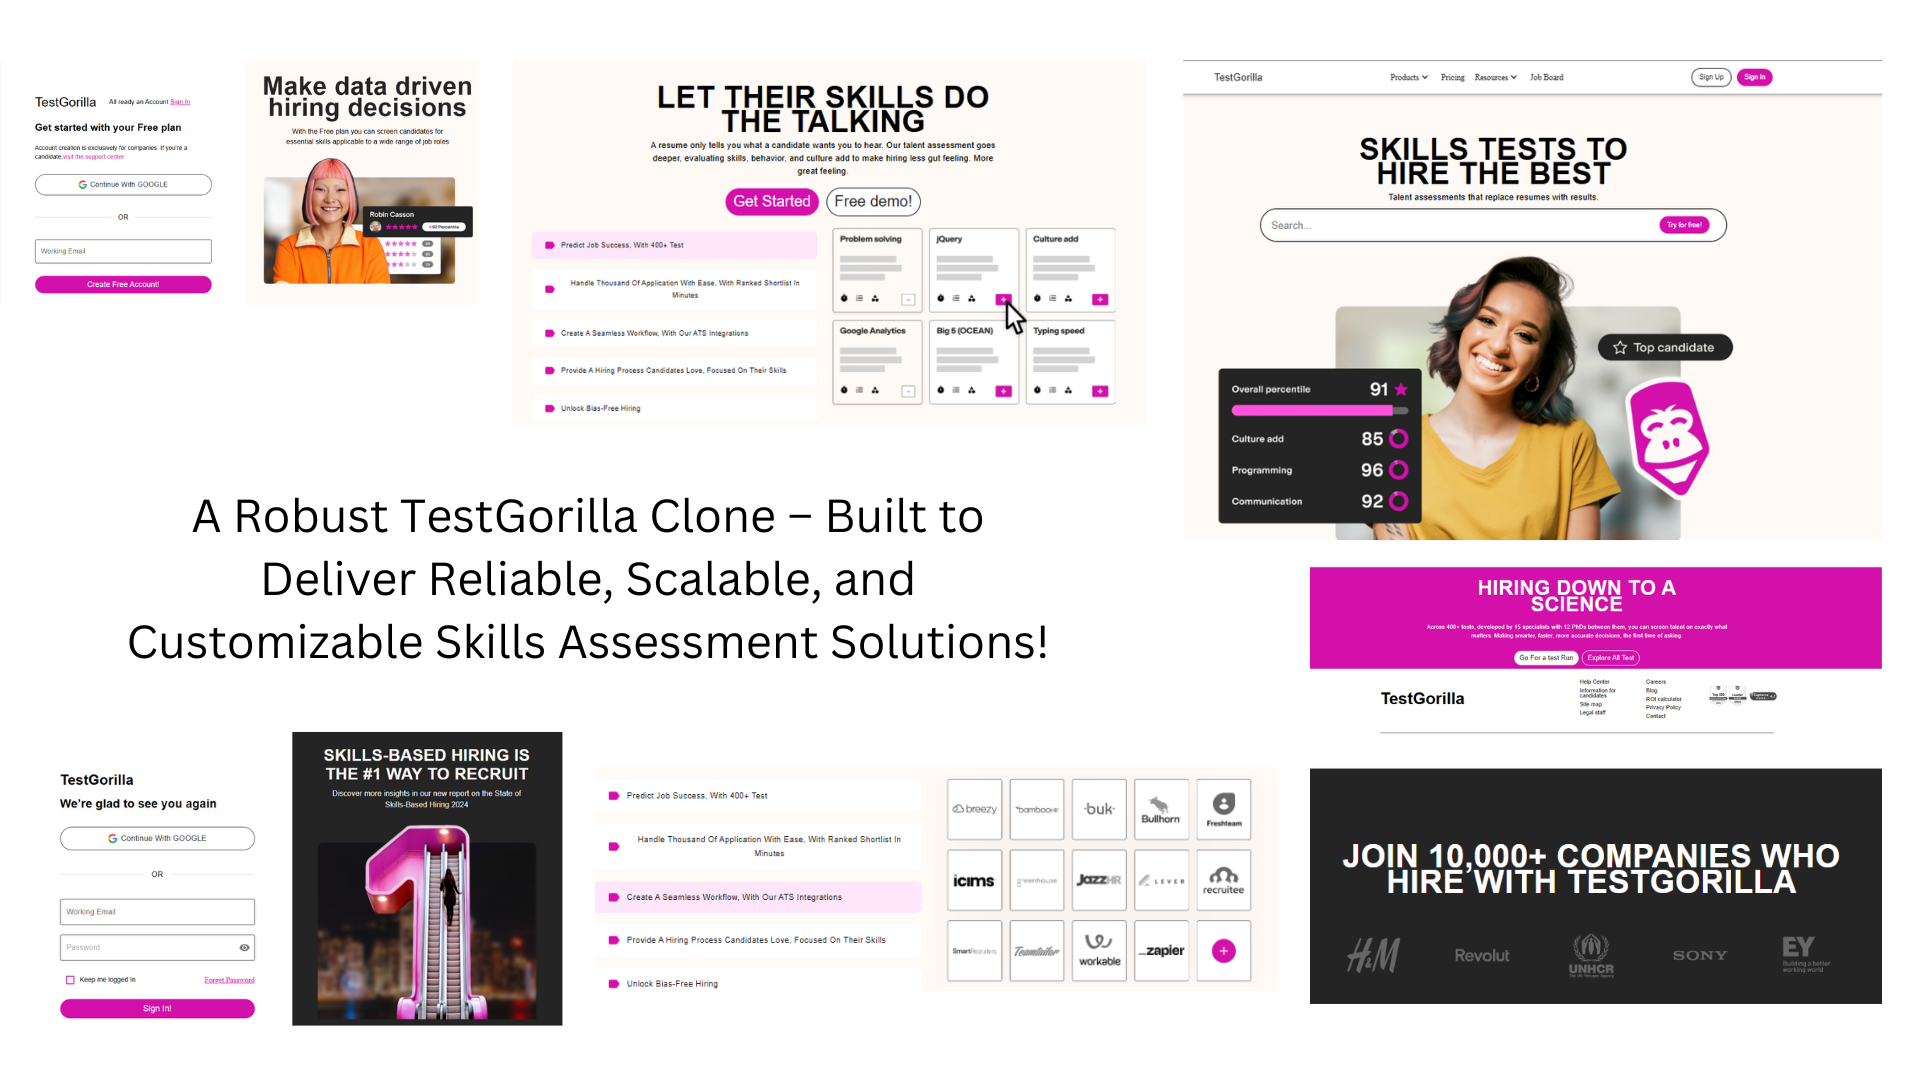 TestGorilla
All ready an Account Sign In
Get started with your Free plan
Account creation is exclusively for companies. If you're a
candidate,visit the support center
Continue With GOOGLE
OR
Working Email
Create Free Account!
Make data driven
hiring decisions
With the Free plan you can screen candidates for
essential skills applicable to a wide range of job roles
Robin Casson
92 Percentile
LET THEIR SKILLS DO
THE TALKING
A resume only tells you what a candidate wants you to hear. Our talent assessment goes
deeper, evaluating skills, behavior, and culture add to make hiring less gut feeling. More
great feeling.
Get Started
Free demo!
Predict Job Success, With 400+ Test
Handle Thousand Of Application With Ease, With Ranked Shortlist In
Minutes
Create A Seamless Workflow, With Our ATS Integrations
Provide A Hiring Process Candidates Love, Focused On Their Skills
Unlock Bias-Free Hiring
Problem solving
jQuery
Culture add
Google Analytics
Big 5 (OCEAN)
Typing speed
TestGorilla
Products
Pricing
Resources
Job Board
Sign Up
Sign In
SKILLS TESTS TO
HIRE THE BEST
Talent assessments that replace resumes with results.
Search...
Try for free!
Top candidate
Overall percentile 91
Culture add 85
Programming 96
Communication 92
A Robust TestGorilla Clone – Built to
Deliver Reliable, Scalable, and
Customizable Skills Assessment Solutions!
HIRING DOWN TO A
SCIENCE
Across 400+ tests, developed by 15 specialists with 12 PhDs between them, you can screen talent on exactly what
matters. Making smarter, faster, more accurate decisions, the first time of asking.
Go For a test Run
Explore All Test
TestGorilla
Help Center
Information for
candidates
Site map
Legal staff
Careers
Blog
ROI calculator
Privacy Policy
Contact
TestGorilla
We're glad to see you again
Continue With GOOGLE
OR
Working Email
Password
Keep me logged in
Forget Password
Sign In!
SKILLS-BASED HIRING IS
THE #1 WAY TO RECRUIT
Discover more insights in our new report on the State of
Skills-Based Hiring 2024
Predict Job Success, With 400+ Test
Handle Thousand Of Application With Ease, With Ranked Shortlist In
Minutes
Create A Seamless Workflow, With Our ATS Integrations
Provide A Hiring Process Candidates Love, Focused On Their Skills
Unlock Bias-Free Hiring
breezy
bambooHR
·buk·
Bullhorn
Freshteam
icims
greenhouse
JazzHR
LEVER
recruitee
SmartRecruiters
Teamtailor
workable
_zapier
JOIN 10,000+ COMPANIES WHO
HIRE WITH TESTGORILLA
H&M
Revolut
UNHCR
The UN Refugee Agency
SONY
EY
Building a better
working world